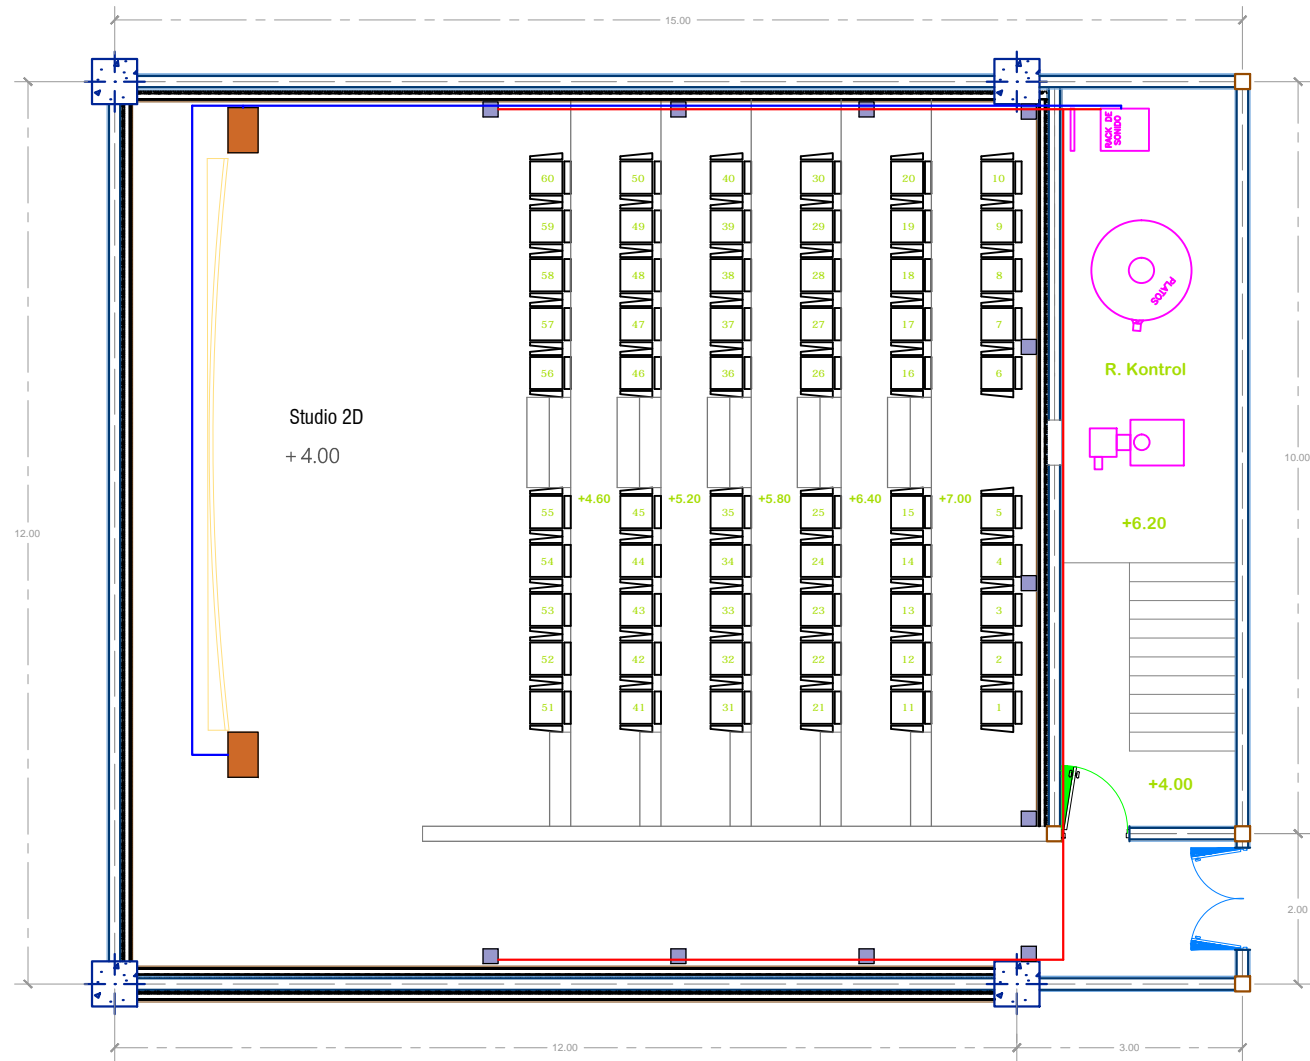 15.00
RACK DE
SONIDO
60 50 40 30 20 10
59 49 39 29 19 9
PLATOS
58 48 38 28 18 8
57 47 37 27 17 7
56 46 36 26 16 6
R. Kontrol
Studio 2D
+ 4.00
10.00
+4.60 +5.20 +5.80 +6.40 +7.00
55 45 35 25 15 5
+6.20
12.00
54 44 34 24 14 4
53 43 33 23 13 3
52 42 32 22 12 2
51 41 31 21 11 1
+4.00
2.00
12.00 3.00